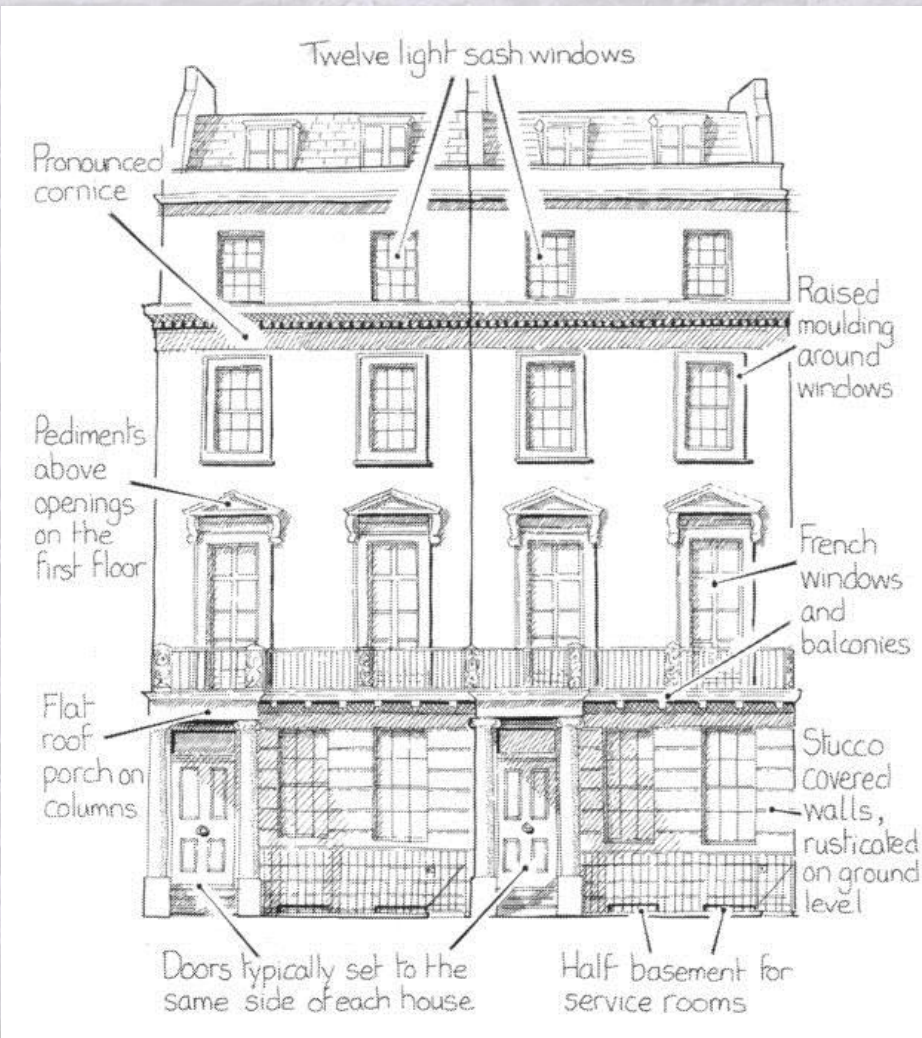 Twelve light sash windows
Pronounced
cornice
Raised
moulding
around
windows
Pediments
above
openings
on the
first floor
French
windows
and
balconies
Flat
roof
porch on
columns
Stucco
covered
walls,
rusticated
on ground
level
Doors typically set to the
same side of each house
Half basement for
service rooms